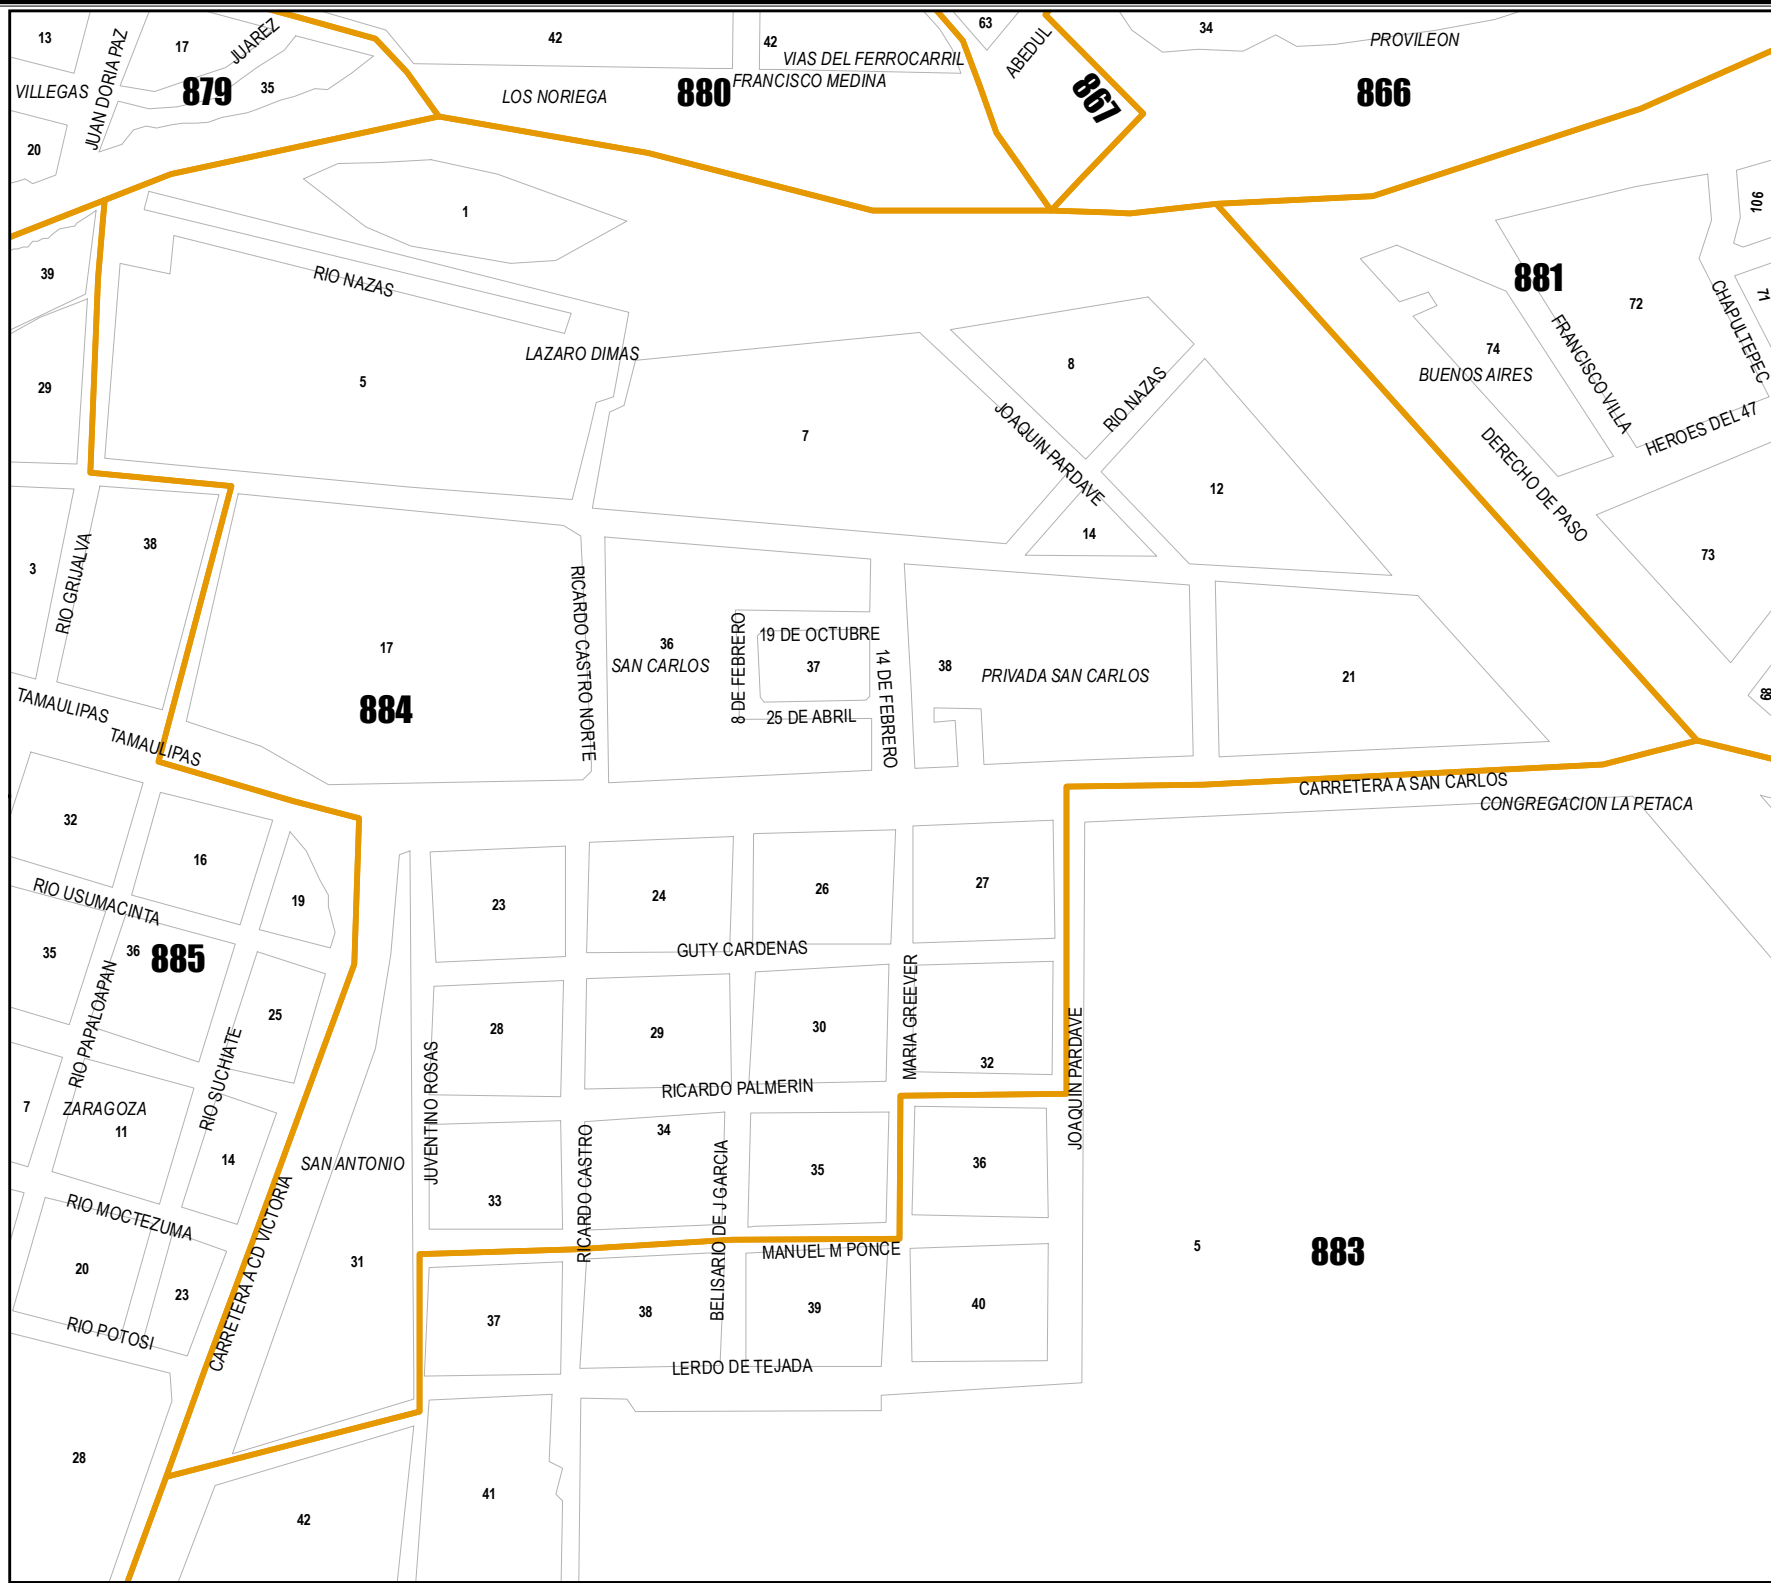 13
JUAN DORIA PAZ
17
JUAREZ
42
42
VIAS DEL FERROCARRIL
63
ABEDUL
34
PROVILEON
VILLEGAS
879
35
LOS NORIEGA
880
FRANCISCO MEDINA
867
866
20
1
106
39
RIO NAZAS
881
72
71
CHAPULTEPEC
29
5
LAZARO DIMAS
8
RIO NAZAS
74
BUENOS AIRES
FRANCISCO VILLA
7
JOAQUIN PARDAVE
HEROES DEL 47
12
DERECHO DE PASO
38
14
73
3
RIO GRIJALVA
RICARDO CASTRO NORTE
17
36
SAN CARLOS
8 DE FEBRERO
19 DE OCTUBRE
37
14 DE FEBRERO
38
PRIVADA SAN CARLOS
21
68
TAMAULIPAS
TAMAULIPAS
884
25 DE ABRIL
CARRETERA A SAN CARLOS
CONGREGACION LA PETACA
32
16
19
RIO USUMACINTA
23
24
26
27
35
36
885
GUTY CARDENAS
RIO PAPALOAPAN
25
RIO SUCHIATE
28
29
30
MARIA GREEVER
32
JOAQUIN PARDAVE
7
ZARAGOZA
11
RICARDO PALMERIN
JUVENTINO ROSAS
14
SAN ANTONIO
RICARDO CASTRO
34
BELISARIO DE J GARCIA
35
36
RIO MOCTEZUMA
33
CARRETERA A CD VICTORIA
31
MANUEL M PONCE
5
883
20
23
RIO POTOSI
37
38
39
40
LERDO DE TEJADA
28
42
41